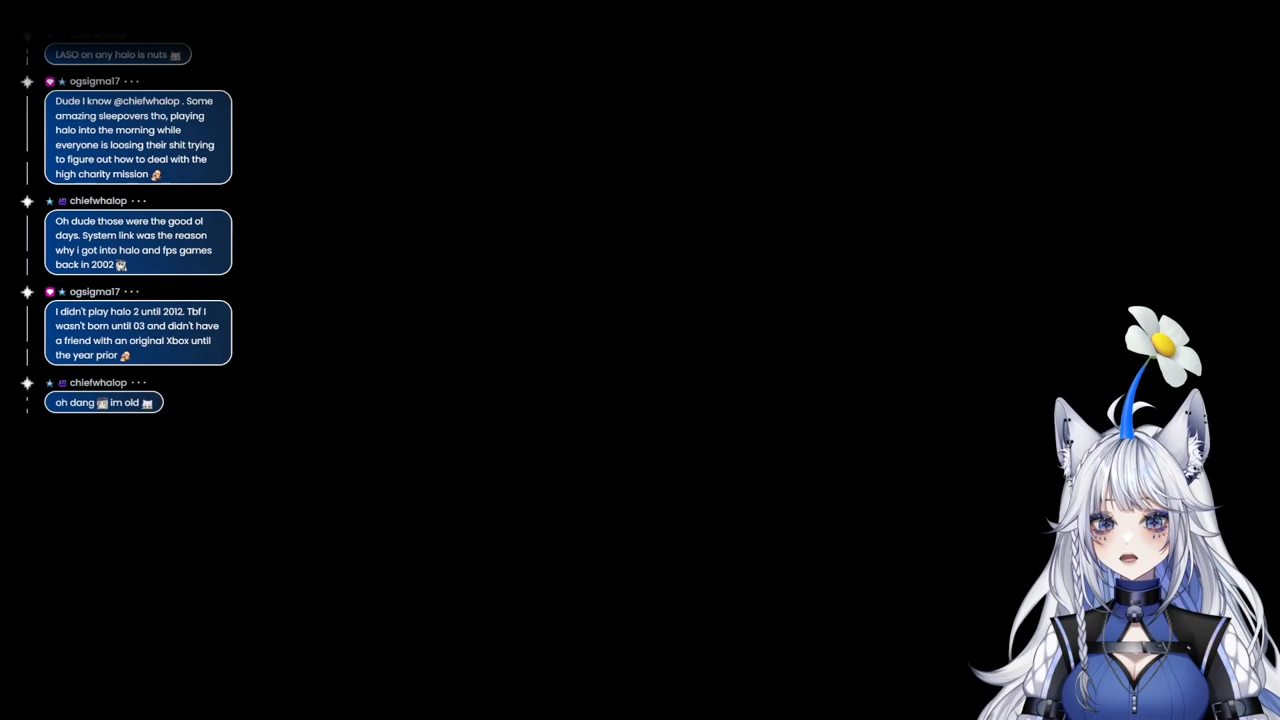 chiefwhalop
LASO on any halo is nuts
ogsigma17
Dude I know @chiefwhalop . Some
amazing sleepovers tho, playing
halo into the morning while
everyone is loosing their shit trying
to figure out how to deal with the
high charity mission
chiefwhalop
Oh dude those were the good ol
days. System link was the reason
why i got into halo and fps games
back in 2002
ogsigma17
I didn't play halo 2 until 2012. Tbf I
wasn't born until 03 and didn't have
a friend with an original Xbox until
the year prior
chiefwhalop
oh dang im old